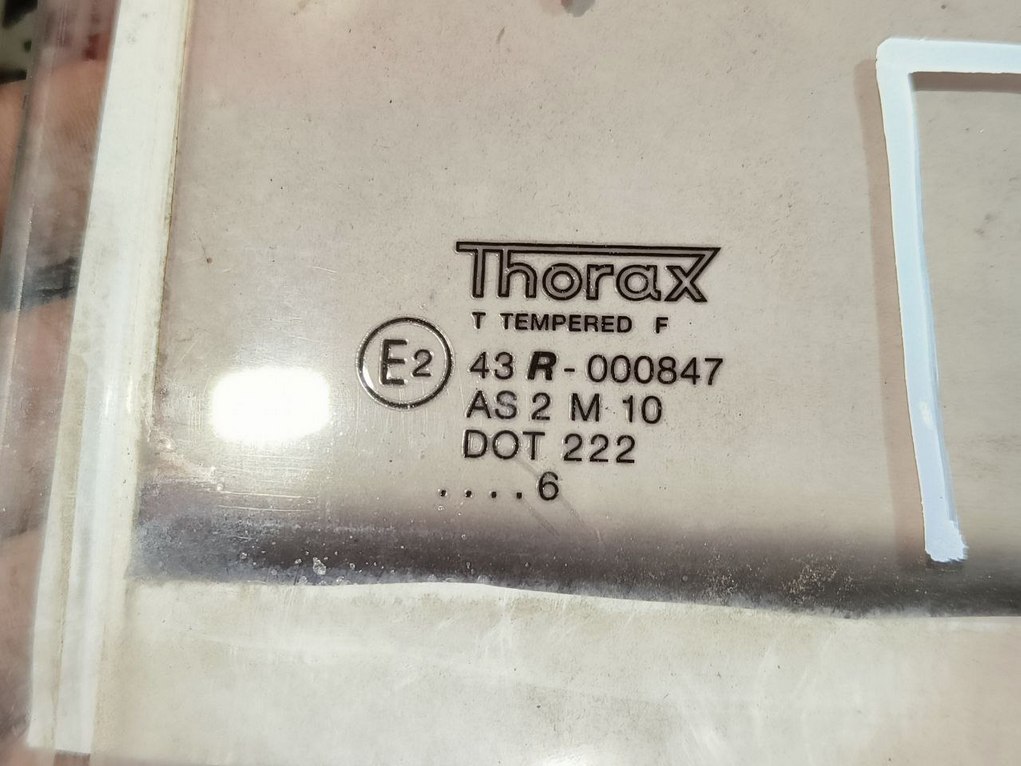 Thorax
T TEMPERED F
E2 43 R - 000847
AS 2 M 10
DOT 222
. . . . 6